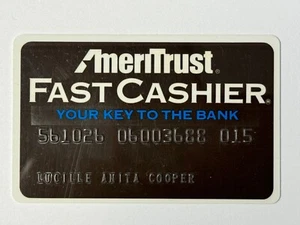 AmeriTrust®
FAST CASHIER®
YOUR KEY TO THE BANK
561026 06003688 015
LUCILLE ANITA COOPER